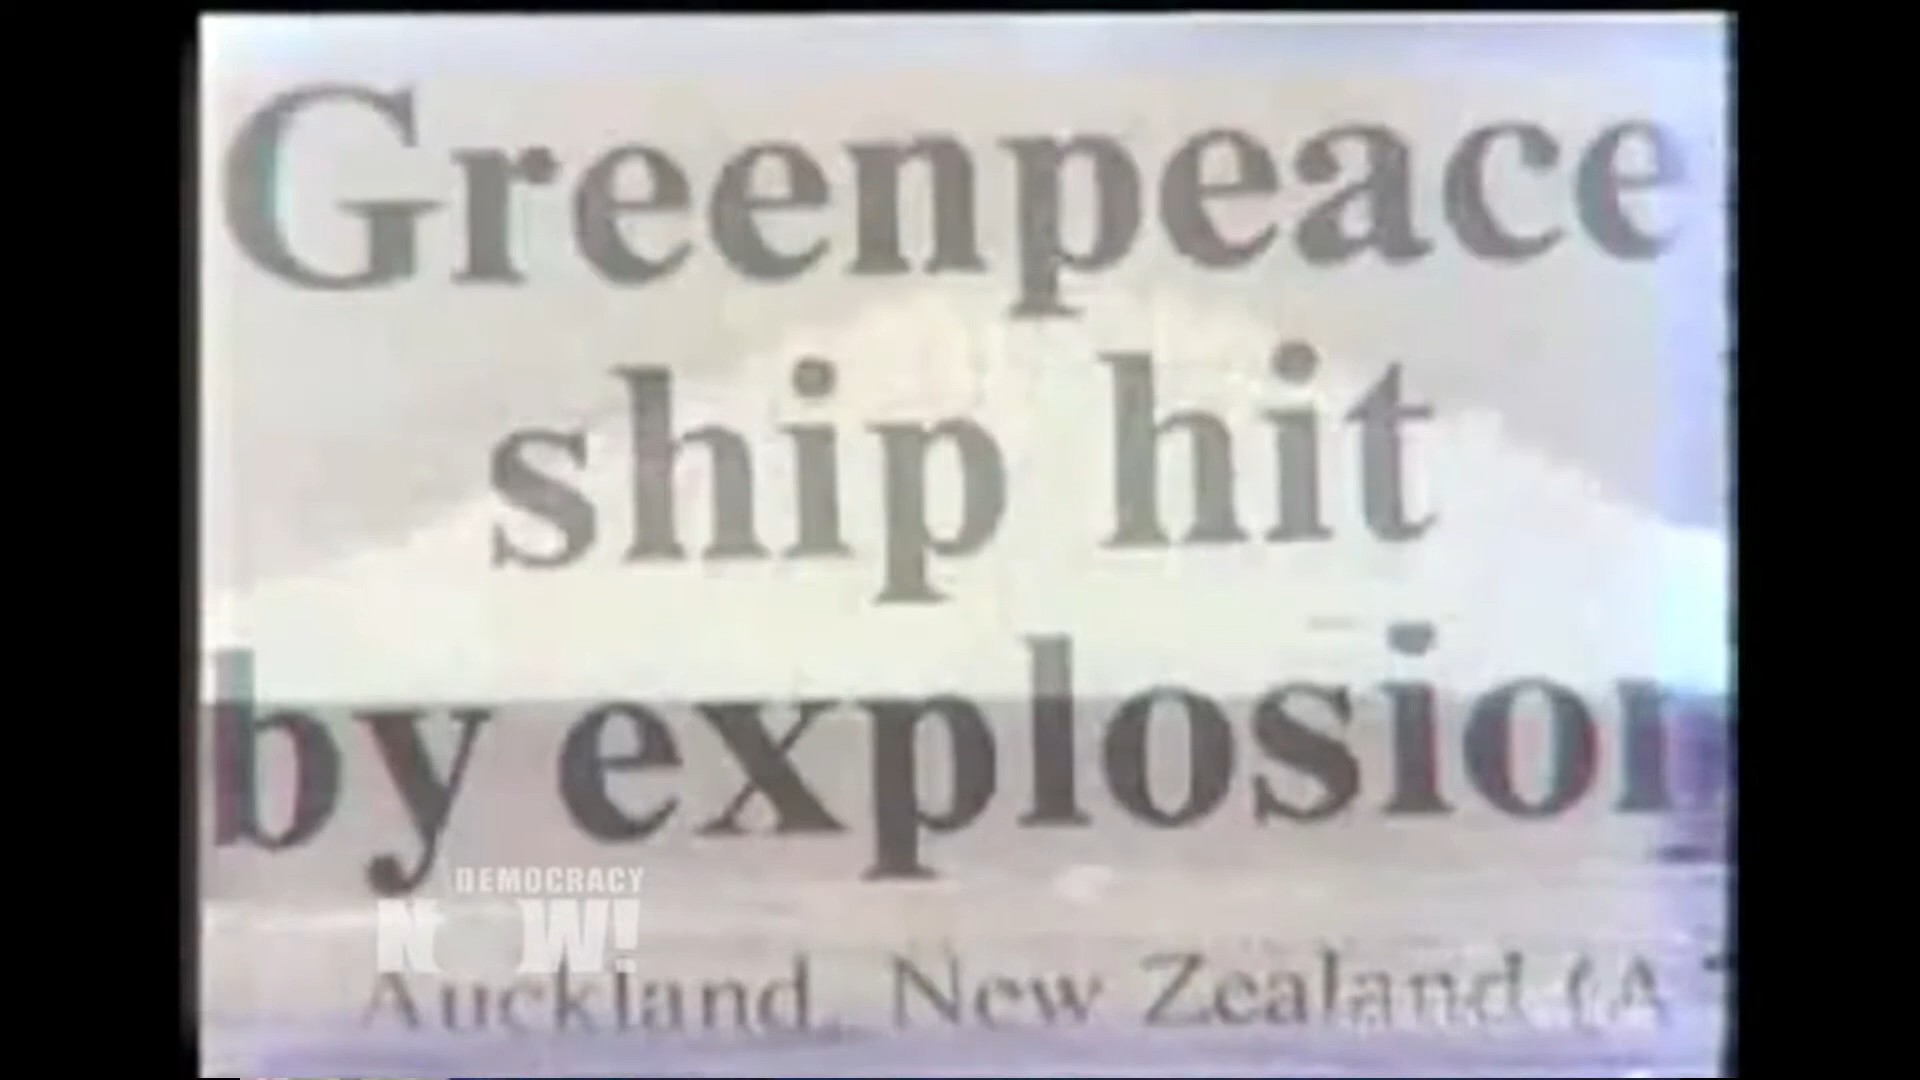 Greenpeace
ship hit
by explosion
DEMOCRACY
NOW!
Auckland, New Zealand (A